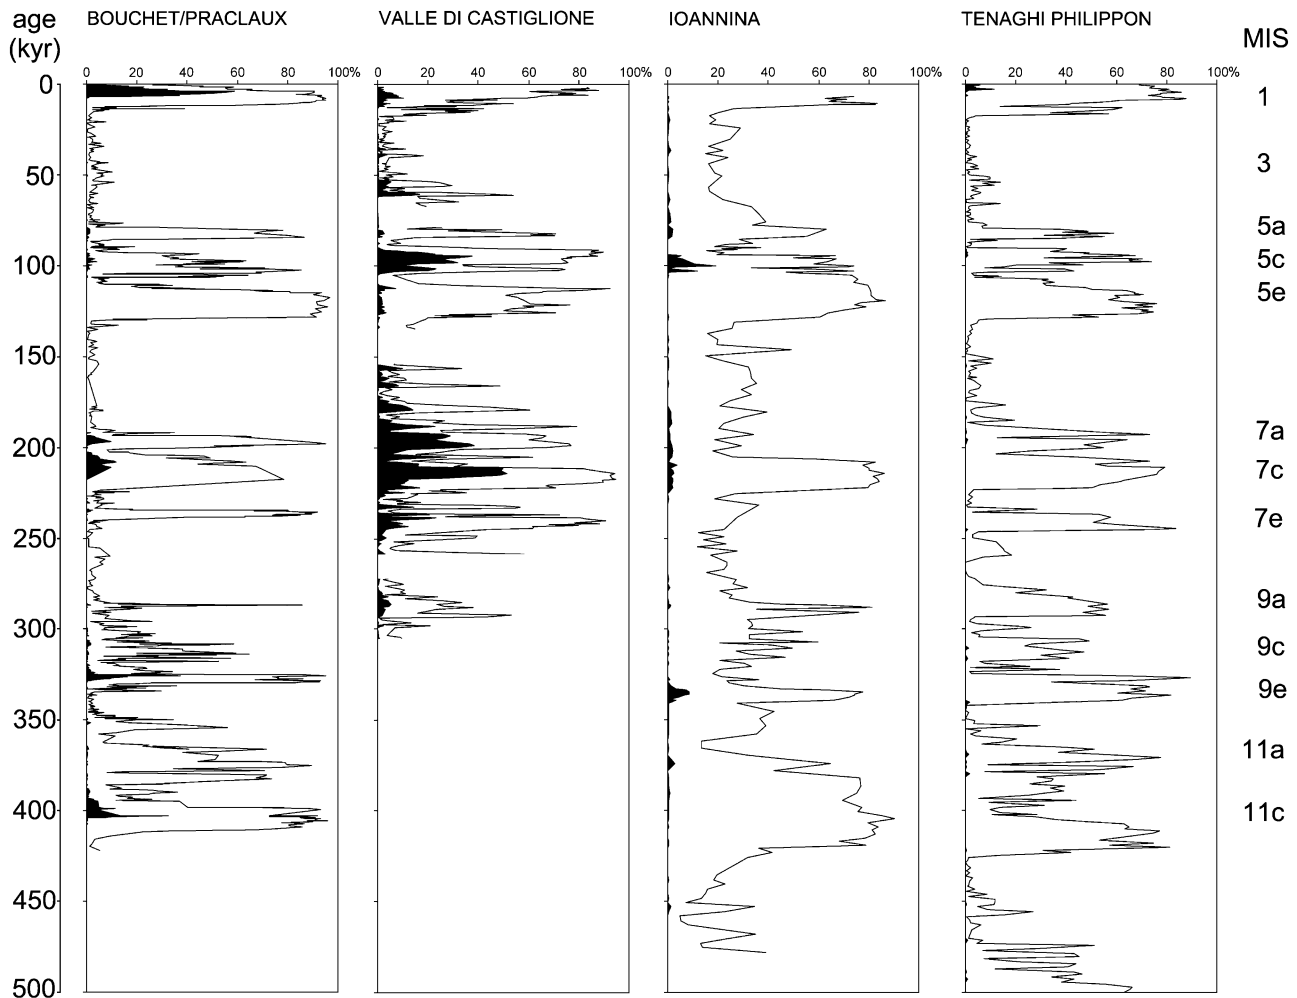 age BOUCHET/PRACLAUX VALLE DI CASTIGLIONE IOANNINA TENAGHI PHILIPPON MIS
(kyr)
0 20 40 60 80 100% 0 20 40 60 80 100% 0 20 40 60 80 100% 0 20 40 60 80 100%
0
1
3
50
5a
5c
100
5e
150
7a
200
7c
7e
250
9a
300
9c
9e
350
11a
400
11c
450
500